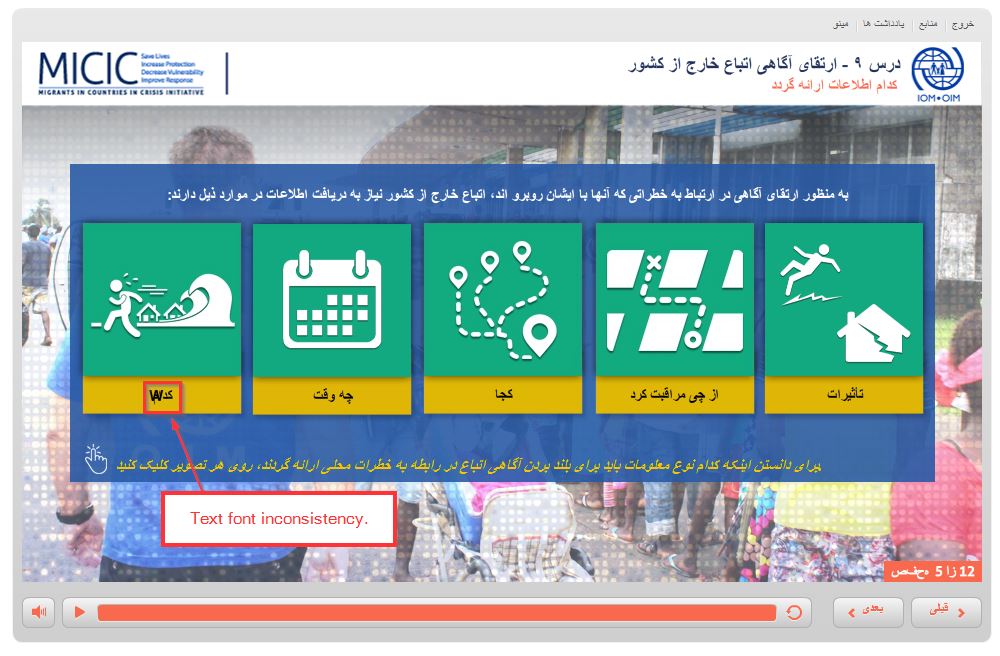 خروج | منابع | یادداشت ها | مینو
MICIC
Save Lives
Increase Protection
Decrease Vulnerability
Improve Response
MIGRANTS IN COUNTRIES IN CRISIS INITIATIVE
درس ۹ - ارتقای آگاهی اتباع خارج از کشور
کدام اطلاعات ارائه گردد
IOM•OIM
به منظور ارتقای آگاهی در ارتباط به خطراتی که آنها با ایشان روبرو اند، اتباع خارج از کشور نیاز به دریافت اطلاعات در موارد ذیل دارند:
تأثیرات
از چی مراقبت کرد
کجا
چه وقت
برای دانستن اینکه کدام نوع معلومات باید برای بلند بردن آگاهی اتباع در رابطه به خطرات محلی ارائه گردند، روی هر تصویر کلیک کنید.
Text font inconsistency.
12 زا 5 هحفص
بعدی
قبلی